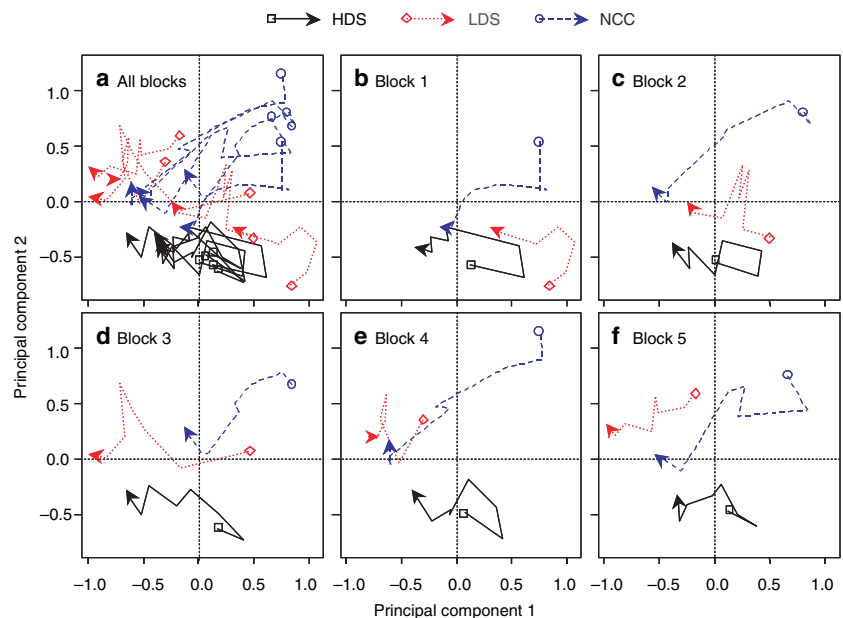 HDS LDS NCC
a All blocks b Block 1 c Block 2
1.0
0.5
0.0
−0.5
d Block 3 e Block 4 f Block 5
1.0
0.5
0.0
−0.5
Principal component 2
−1.0 −0.5 0.0 0.5 1.0 −1.0 −0.5 0.0 0.5 1.0 −1.0 −0.5 0.0 0.5 1.0
Principal component 1